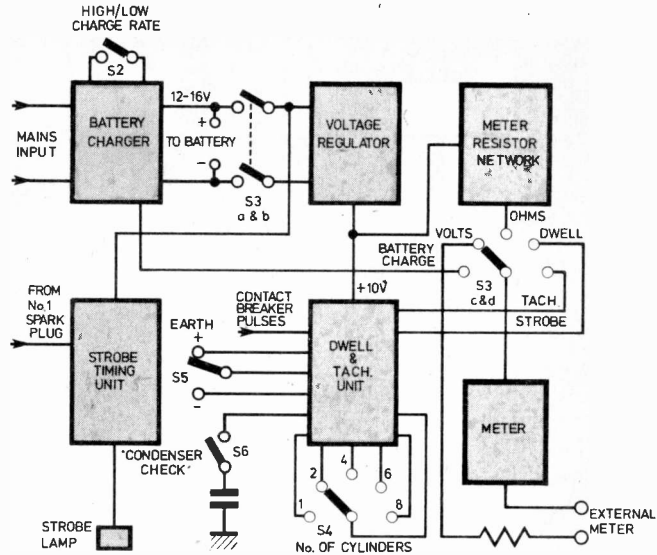 HIGH/LOW
CHARGE RATE
S2
12-16V
MAINS
INPUT
BATTERY
CHARGER
+
TO BATTERY
-
S3
a & b
VOLTAGE
REGULATOR
METER
RESISTOR
NETWORK
OHMS
VOLTS
DWELL
BATTERY
CHARGE
S3
c & d
TACH
STROBE
+10V
FROM
No.1
SPARK
PLUG
STROBE
TIMING
UNIT
CONTACT
BREAKER
PULSES
EARTH
+
S5
-
DWELL
&
TACH.
UNIT
METER
S6
"CONDENSER
CHECK"
1
2
4
6
8
S4
No. OF CYLINDERS
STROBE
LAMP
EXTERNAL
METER